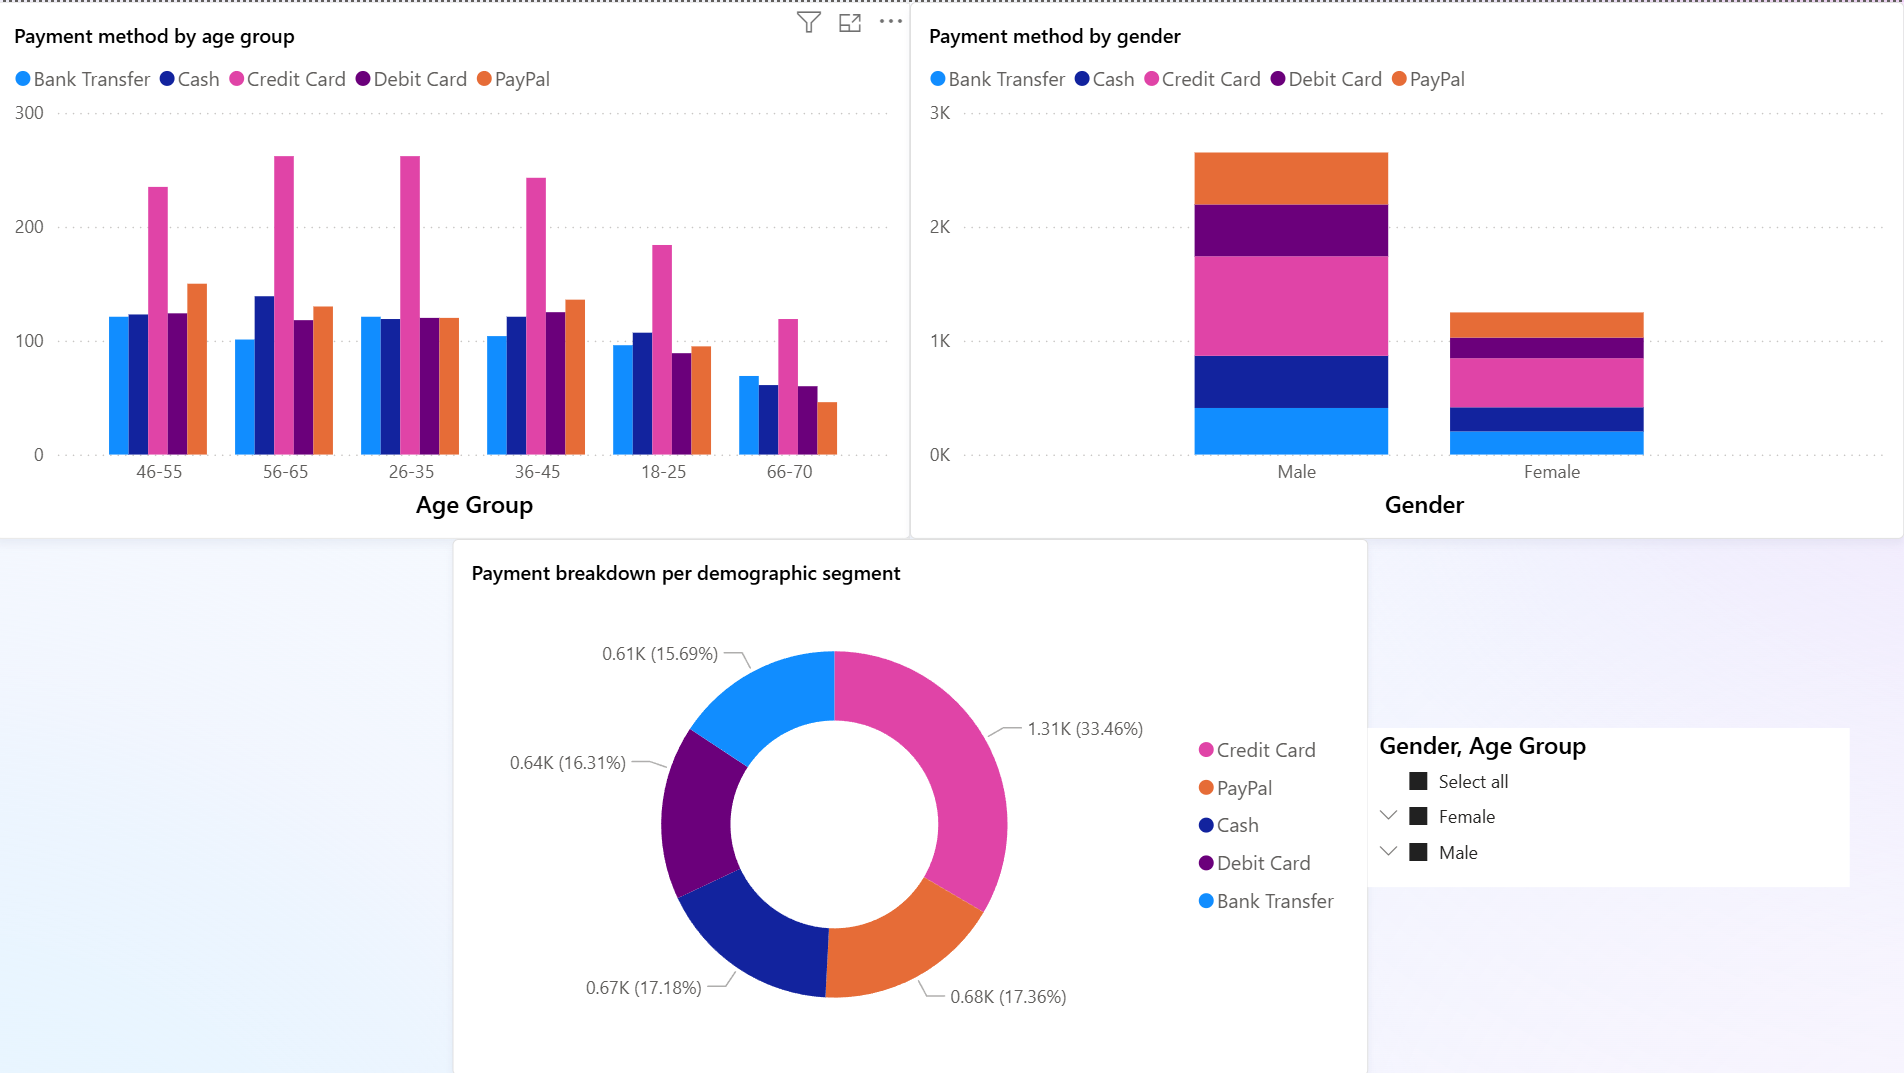 Payment method by age group
Bank Transfer Cash Credit Card Debit Card PayPal
300
200
100
0
46-55 56-65 26-35 36-45 18-25 66-70
Age Group
Payment method by gender
Bank Transfer Cash Credit Card Debit Card PayPal
3K
2K
1K
0K
Male Female
Gender
Payment breakdown per demographic segment
0.61K (15.69%)
1.31K (33.46%)
0.64K (16.31%)
0.67K (17.18%)
0.68K (17.36%)
Credit Card
PayPal
Cash
Debit Card
Bank Transfer
Gender, Age Group
Select all
Female
Male